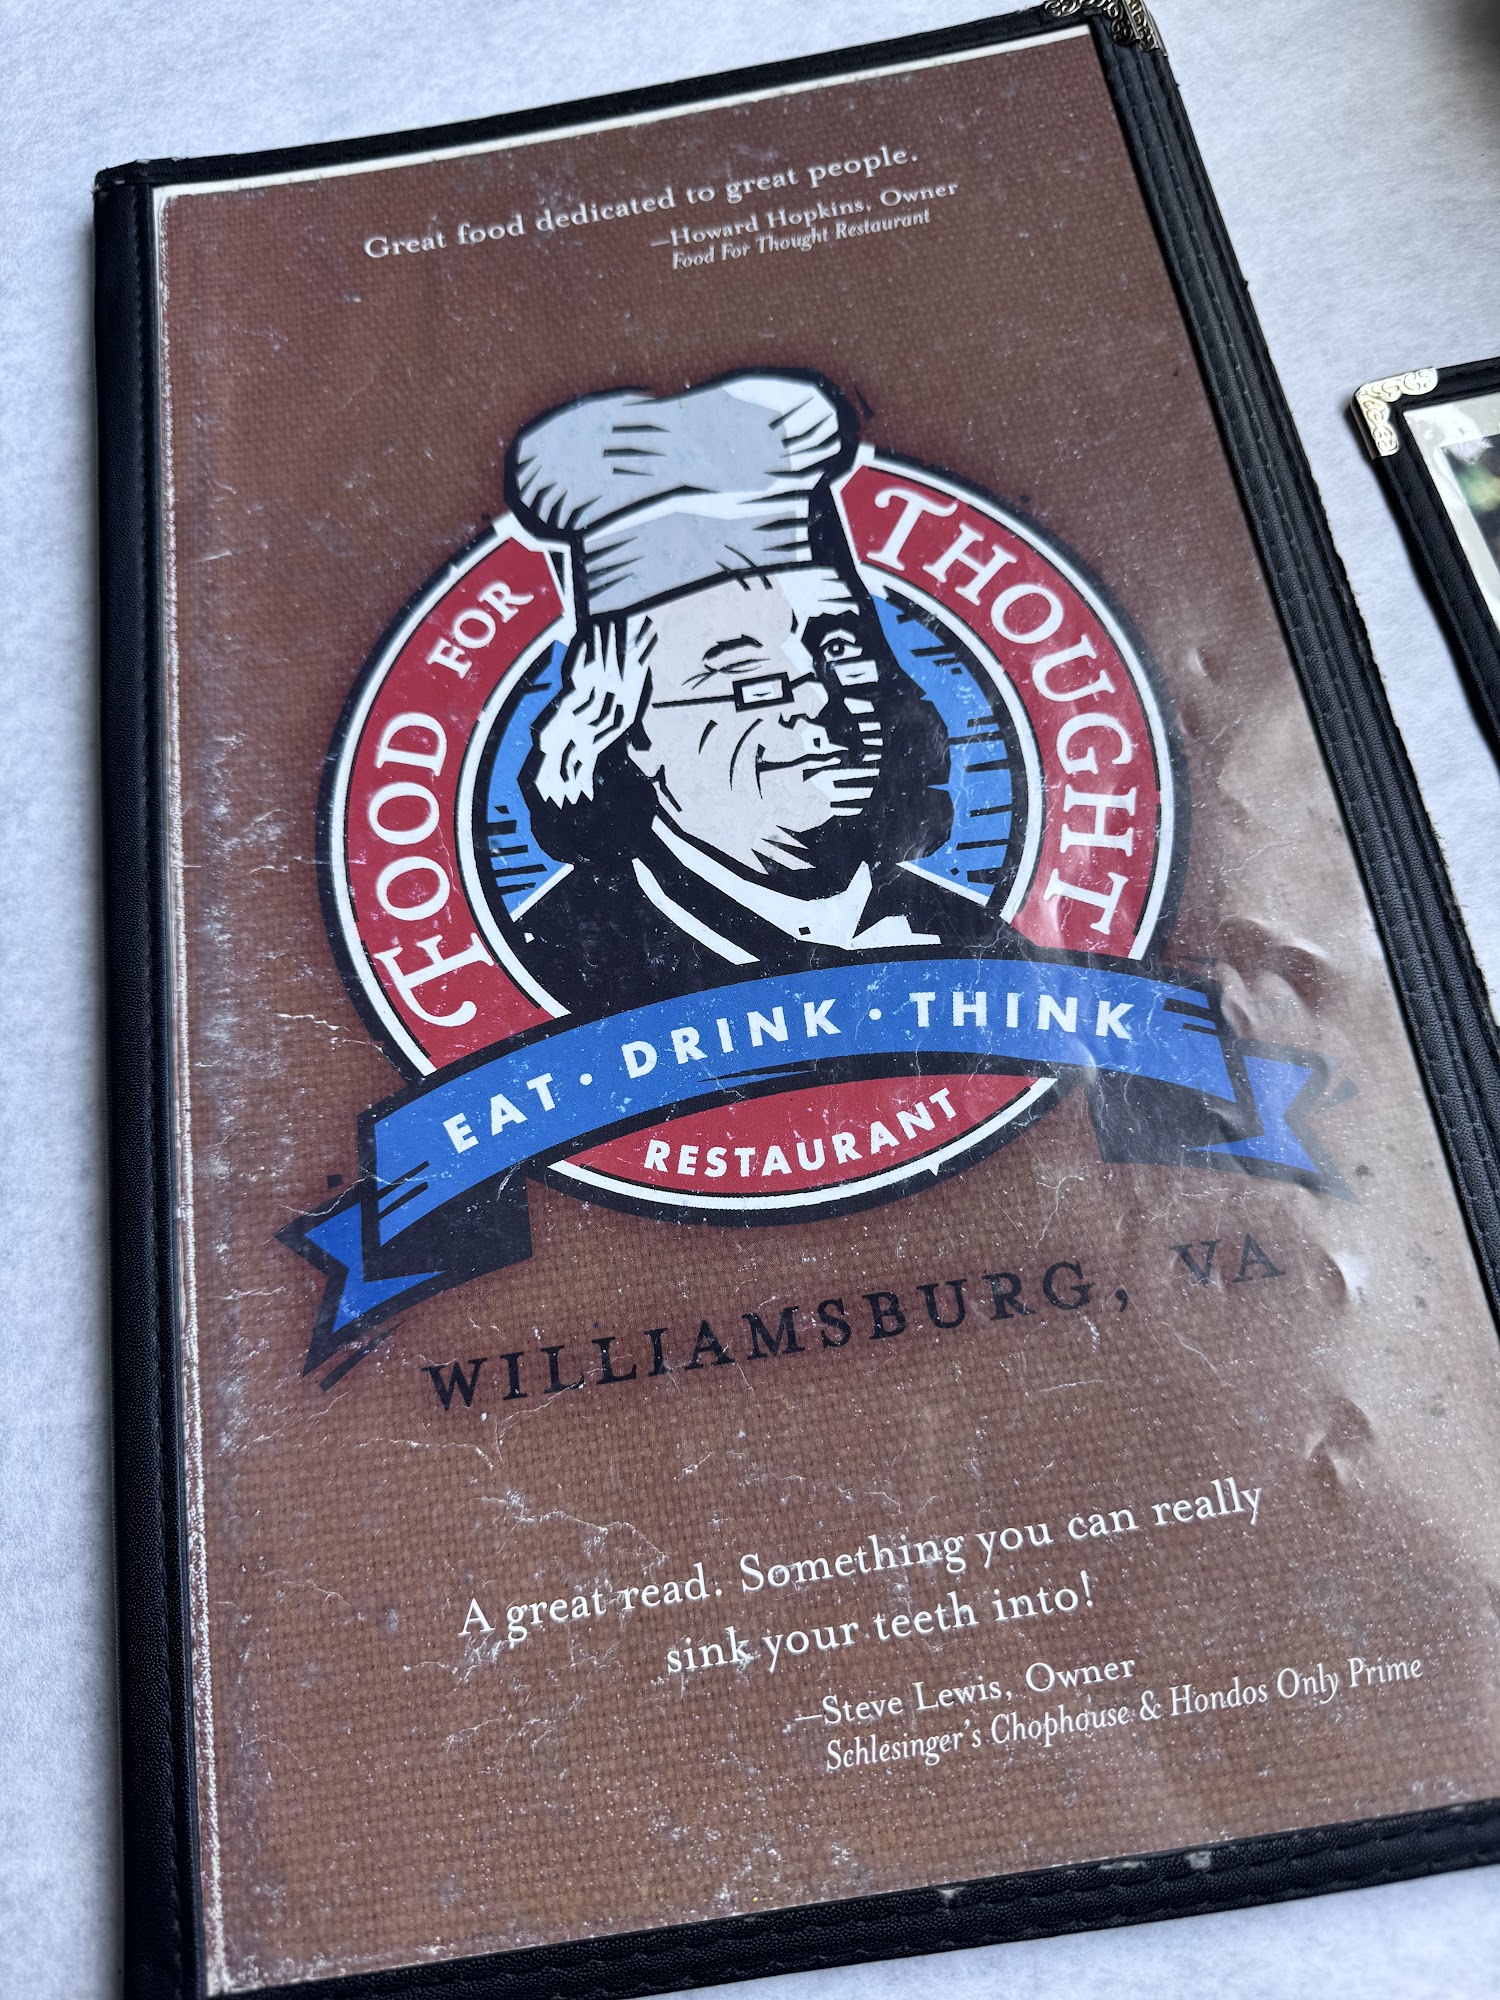 Great food dedicated to great people.
—Howard Hopkins, Owner
Food For Thought Restaurant
FOOD FOR THOUGHT
EAT · DRINK · THINK
RESTAURANT
WILLIAMSBURG, VA
A great read. Something you can really
sink your teeth into!
—Steve Lewis, Owner
Schlesinger's Chophouse & Hondos Only Prime